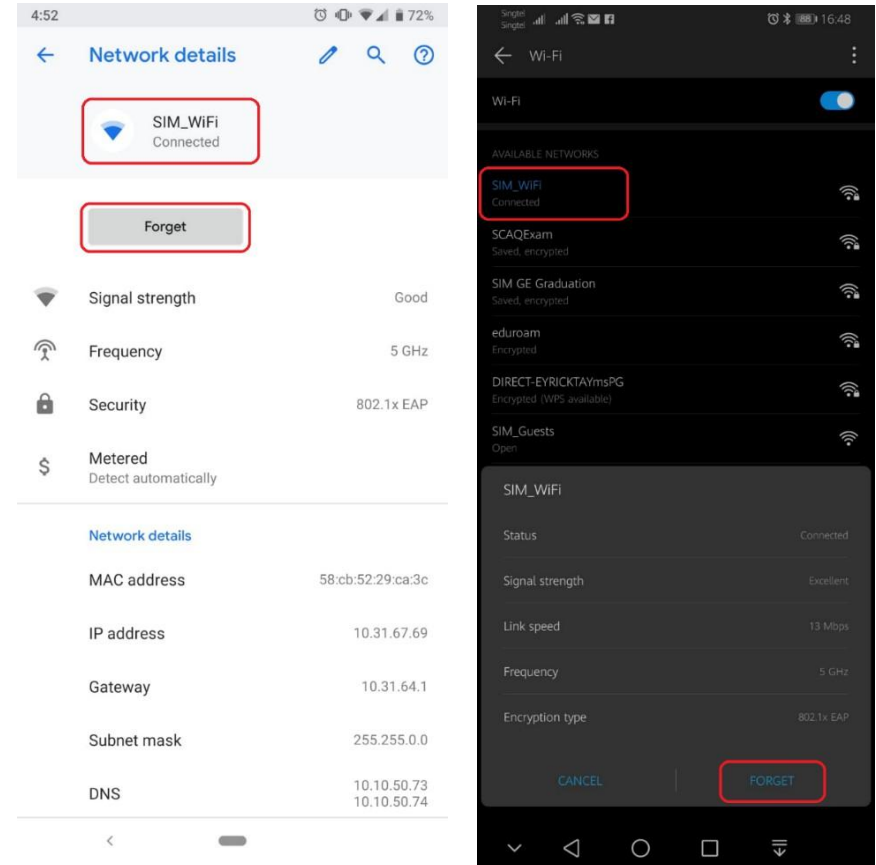 4:52
72%
Network details
SIM_WiFi
Connected
Forget
Signal strength Good
Frequency 5 GHz
Security 802.1x EAP
Metered
Detect automatically
Network details
MAC address 58:cb:52:29:ca:3c
IP address 10.31.67.69
Gateway 10.31.64.1
Subnet mask 255.255.0.0
DNS 10.10.50.73
10.10.50.74
Singtel
Singtel
88 16:48
Wi-Fi
Wi-Fi
AVAILABLE NETWORKS
SIM_WiFi
Connected
SCAQExam
Saved, encrypted
SIM GE Graduation
Saved, encrypted
eduroam
Encrypted
DIRECT-EYRICKTAYmsPG
Encrypted (WPS available)
SIM_Guests
Open
SIM_WiFi
Status Connected
Signal strength Excellent
Link speed 13 Mbps
Frequency 5 GHz
Encryption type 802.1x EAP
CANCEL FORGET